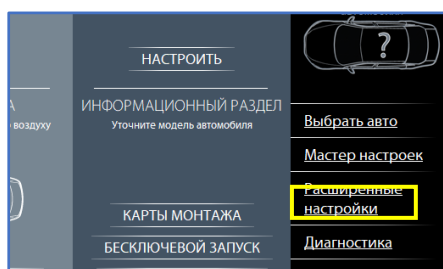 ?
НАСТРОИТЬ
А
воздуху
ИНФОРМАЦИОННЫЙ РАЗДЕЛ
Уточните модель автомобиля
КАРТЫ МОНТАЖА
БЕСКЛЮЧЕВОЙ ЗАПУСК
Выбрать авто
Мастер настроек
Расширенные
настройки
Диагностика